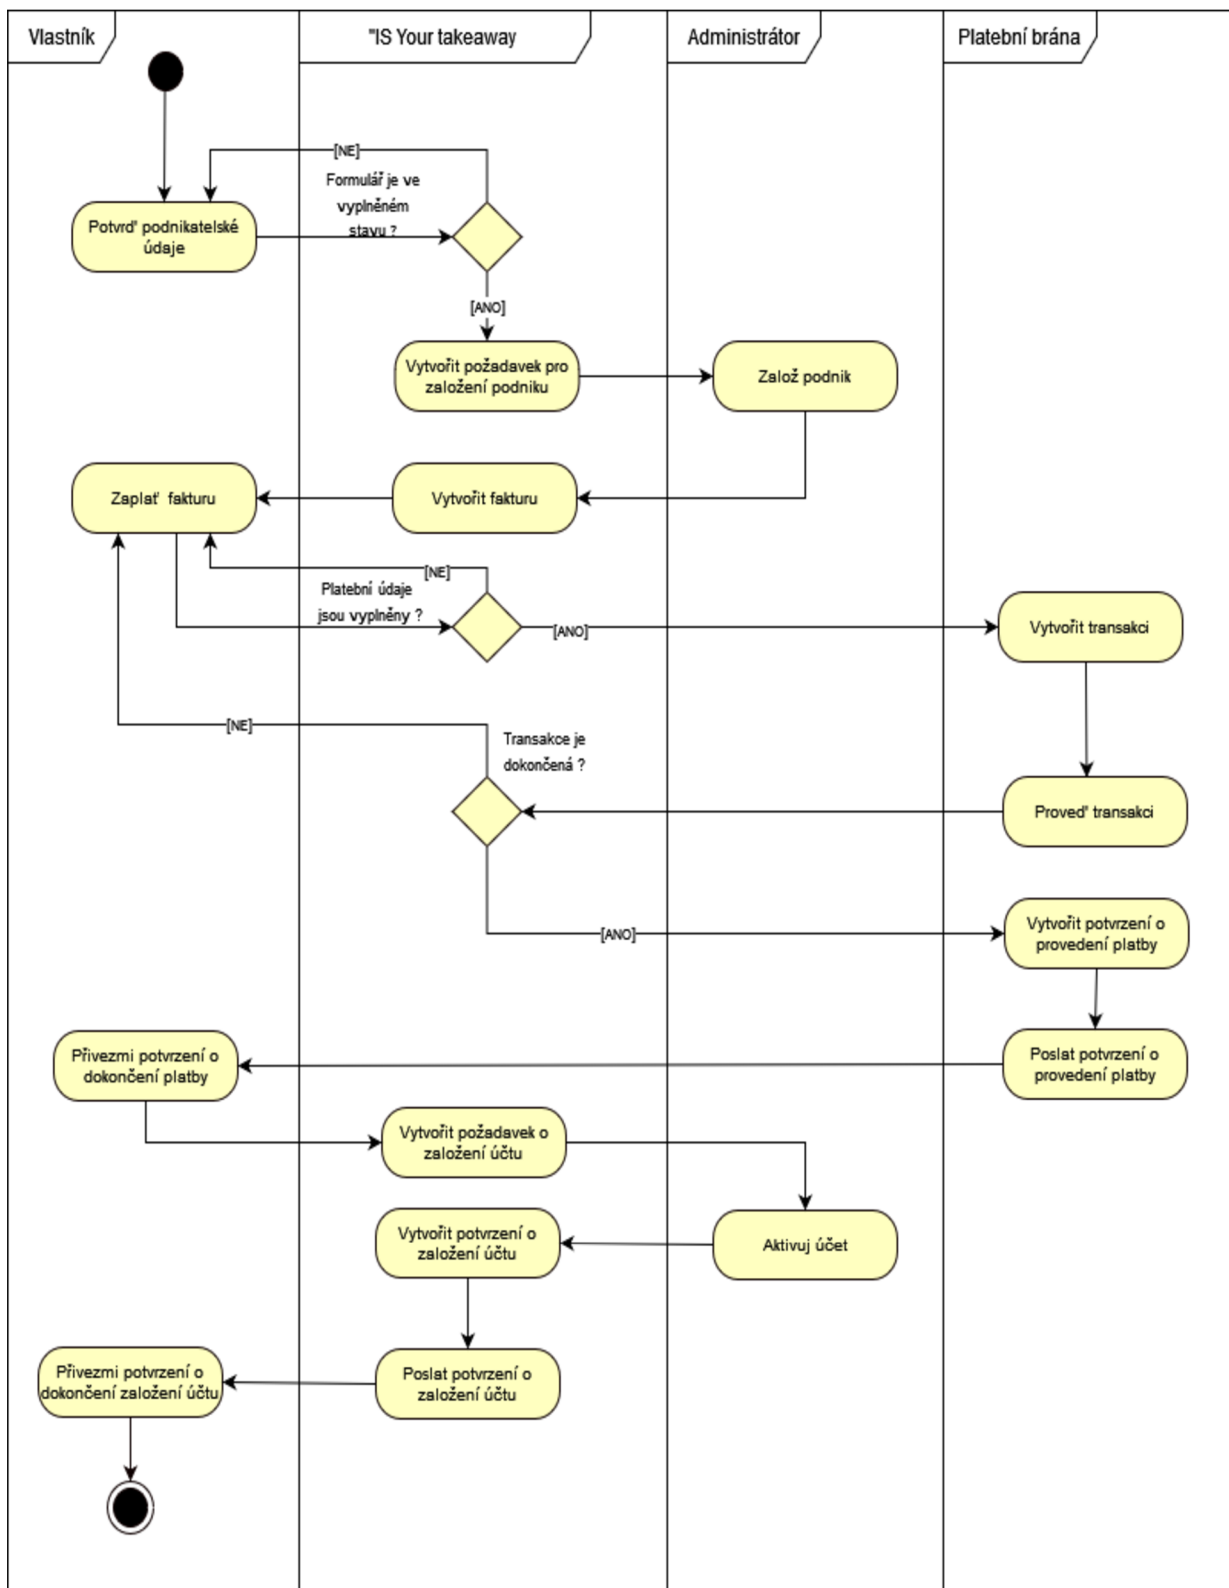 Vlastník
"IS Your takeaway
Administrátor
Platební brána
[NE]
Formulář je ve
vyplněném
stavu ?
Potvrď podnikatelské
údaje
[ANO]
Vytvořit požadavek pro
založení podniku
Založ podnik
Zaplať fakturu
Vytvořit fakturu
[NE]
Platební údaje
jsou vyplněny ?
[ANO]
Vytvořit transakci
[NE]
Transakce je
dokončená ?
Proveď transakci
[ANO]
Vytvořit potvrzení o
provedení platby
Přivezmi potvrzení o
dokončení platby
Poslat potvrzení o
provedení platby
Vytvořit požadavek o
založení účtu
Vytvořit potvrzení o
založení účtu
Aktivuj účet
Přivezmi potvrzení o
dokončení založení účtu
Poslat potvrzení o
založení účtu